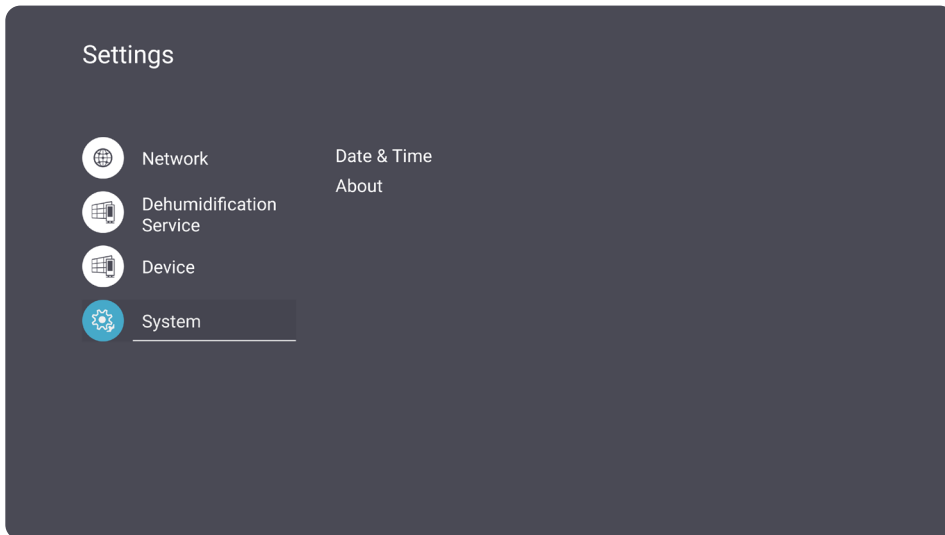 Settings
Network
Dehumidification
Service
Device
System
Date & Time
About